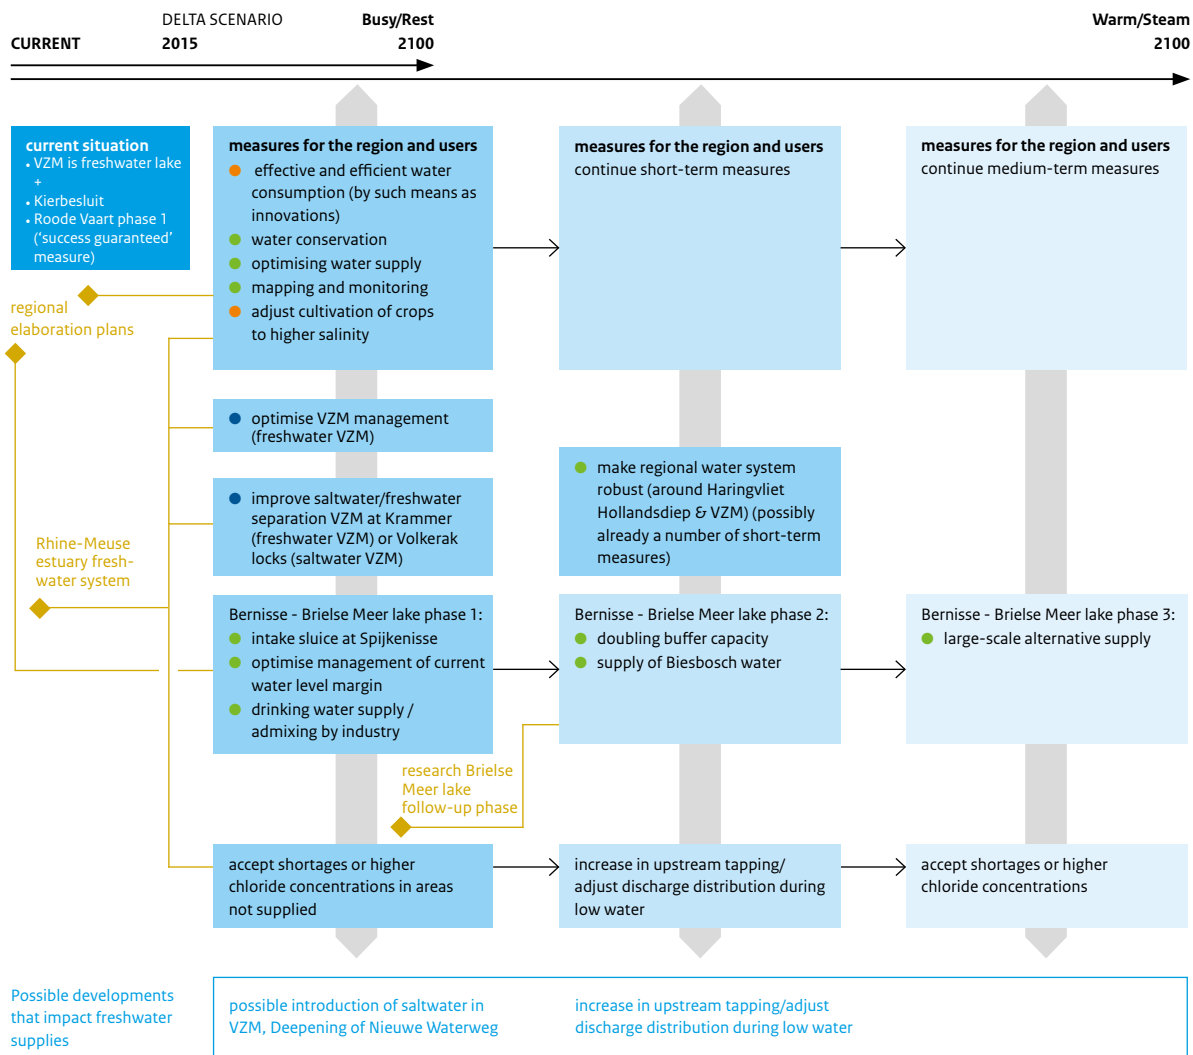 DELTA SCENARIO
Busy/Rest
Warm/Steam
CURRENT
2015
2100
2100
current situation
• VZM is freshwater lake
+
• Kierbesluit
• Roode Vaart phase 1
(‘success guaranteed’
measure)
regional
elaboration plans
Rhine-Meuse
estuary fresh-
water system
measures for the region and users
effective and efficient water
consumption (by such means as
innovations)
water conservation
optimising water supply
mapping and monitoring
adjust cultivation of crops
to higher salinity
measures for the region and users
continue short-term measures
measures for the region and users
continue medium-term measures
optimise VZM management
(freshwater VZM)
improve saltwater/freshwater
separation VZM at Krammer
(freshwater VZM) or Volkerak
locks (saltwater VZM)
make regional water system
robust (around Haringvliet
Hollandsdiep & VZM) (possibly
already a number of short-term
measures)
Bernisse - Brielse Meer lake phase 1:
intake sluice at Spijkenisse
optimise management of current
water level margin
drinking water supply /
admixing by industry
Bernisse - Brielse Meer lake phase 2:
doubling buffer capacity
supply of Biesbosch water
Bernisse - Brielse Meer lake phase 3:
large-scale alternative supply
research Brielse
Meer lake
follow-up phase
accept shortages or higher
chloride concentrations in areas
not supplied
increase in upstream tapping/
adjust discharge distribution during
low water
accept shortages or higher
chloride concentrations
Possible developments
that impact freshwater
supplies
possible introduction of saltwater in
VZM, Deepening of Nieuwe Waterweg
increase in upstream tapping/adjust
discharge distribution during low water